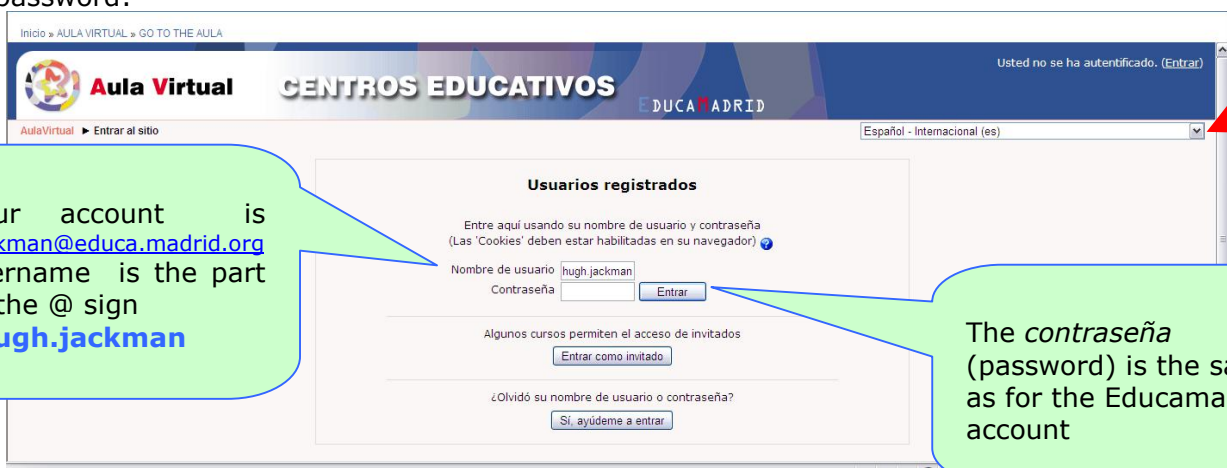 password?
Inicio » AULA VIRTUAL » GO TO THE AULA
Aula Virtual
CENTROS EDUCATIVOS
EDUCAMADRID
Usted no se ha autentificado. (Entrar)
AulaVirtual ► Entrar al sitio
Español - Internacional (es)
Usuarios registrados
Entre aquí usando su nombre de usuario y contraseña
(Las 'Cookies' deben estar habilitadas en su navegador)
Nombre de usuario hugh.jackman
Contraseña Entrar
Algunos cursos permiten el acceso de invitados
Entrar como invitado
¿Olvidó su nombre de usuario o contraseña?
Sí, ayúdeme a entrar
account is
@educa.madrid.org
is the part
the @ sign
ugh.jackman
The contraseña
(password) is the
as for the
account